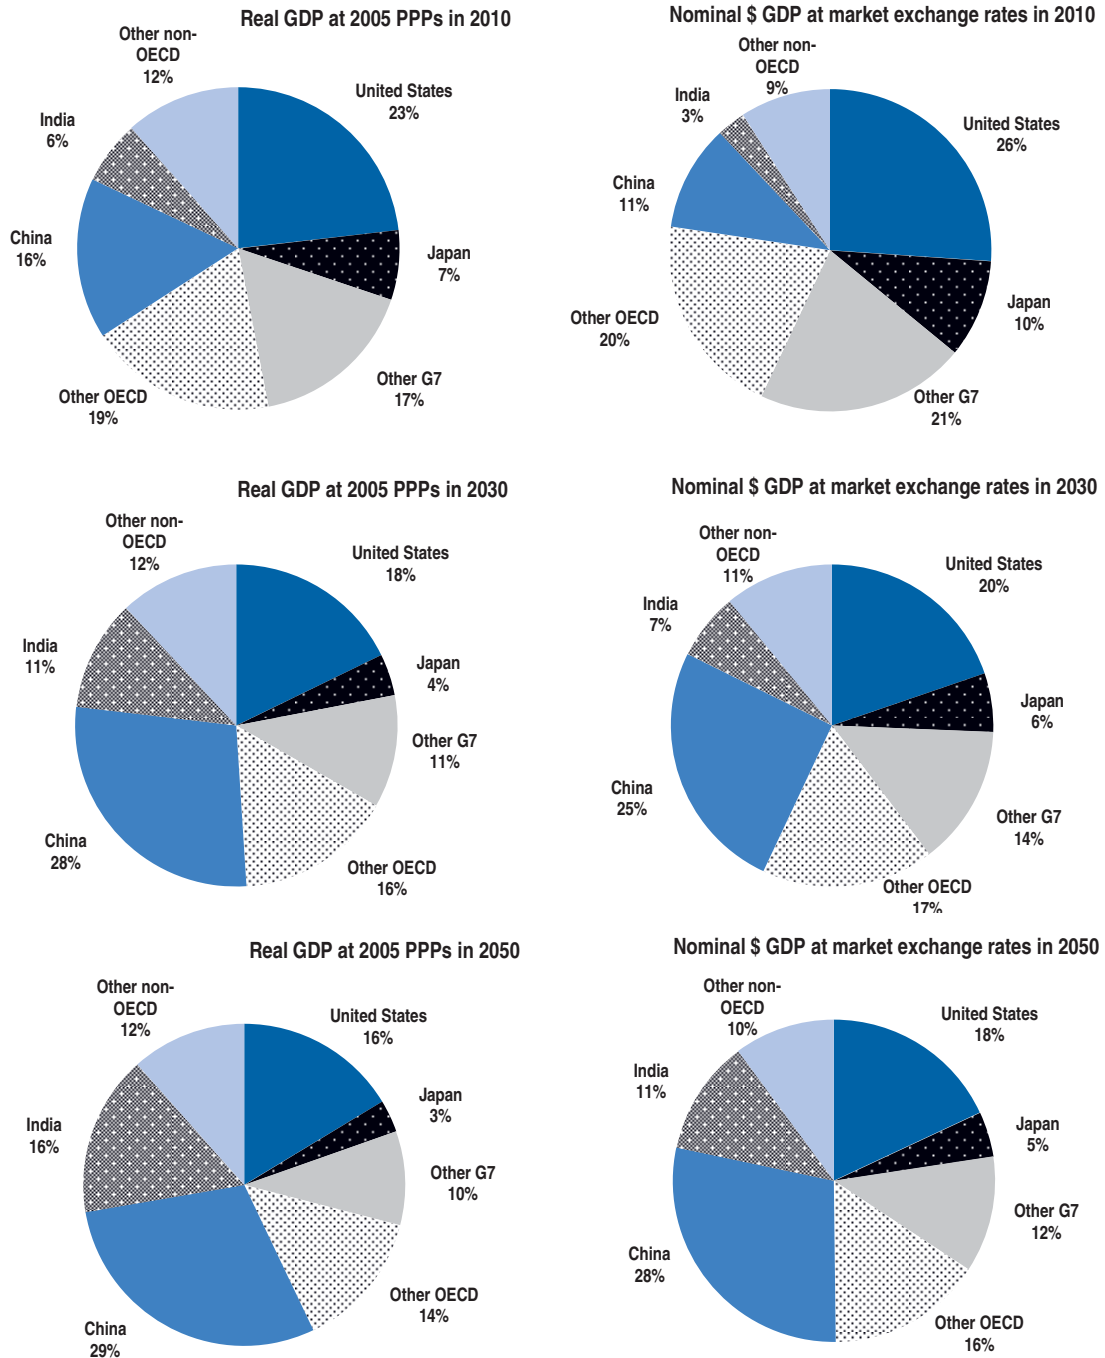 Real GDP at 2005 PPPs in 2010
Other non-
OECD
12%
United States
23%
India
6%
China
16%
Japan
7%
Other G7
17%
Other OECD
19%
Nominal $ GDP at market exchange rates in 2010
Other non-
OECD
9%
India
3%
United States
26%
China
11%
Japan
10%
Other OECD
20%
Other G7
21%
Real GDP at 2005 PPPs in 2030
Other non-
OECD
12%
United States
18%
India
11%
Japan
4%
Other G7
11%
China
28%
Other OECD
16%
Nominal $ GDP at market exchange rates in 2030
Other non-
OECD
11%
United States
20%
India
7%
Japan
6%
China
25%
Other G7
14%
Other OECD
17%
Real GDP at 2005 PPPs in 2050
Other non-
OECD
12%
United States
16%
Japan
3%
India
16%
Other G7
10%
Other OECD
14%
China
29%
Nominal $ GDP at market exchange rates in 2050
Other non-
OECD
10%
United States
18%
India
11%
Japan
5%
Other G7
12%
China
28%
Other OECD
16%